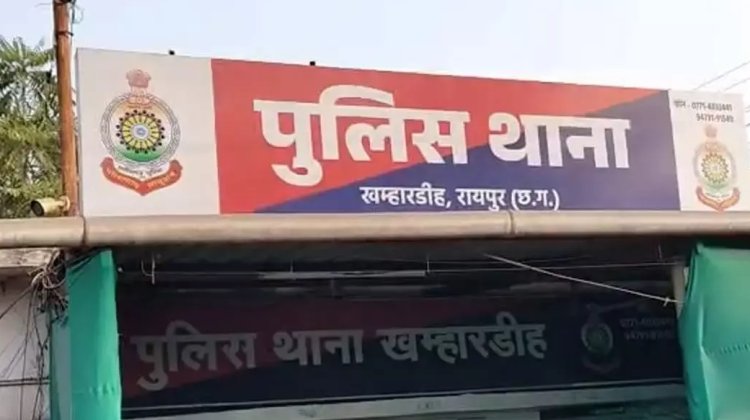 पुलिस थाना
खम्हारडीह, रायपुर (छ.ग.)
पुलिस थाना खम्हारडीह